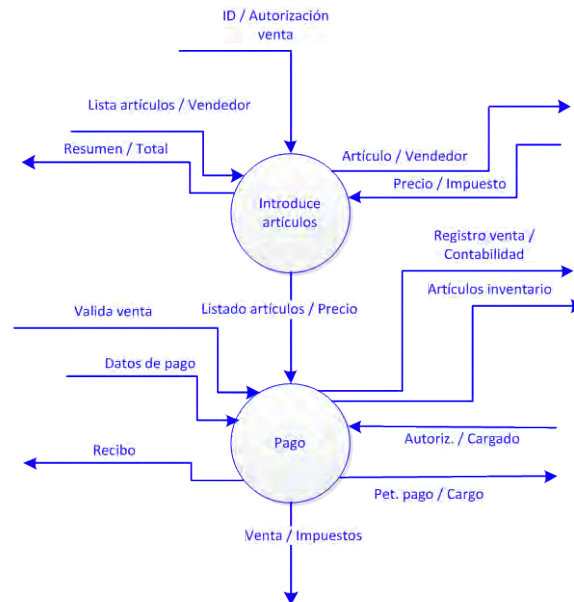 ID / Autorización
venta
Lista artículos / Vendedor
Resumen / Total
Artículo / Vendedor
Precio / Impuesto
Introduce
artículos
Registro venta /
Contabilidad
Artículos inventario
Valida venta
Listado artículos / Precio
Datos de pago
Pago
Autoriz. / Cargado
Recibo
Pet. pago / Cargo
Venta / Impuestos